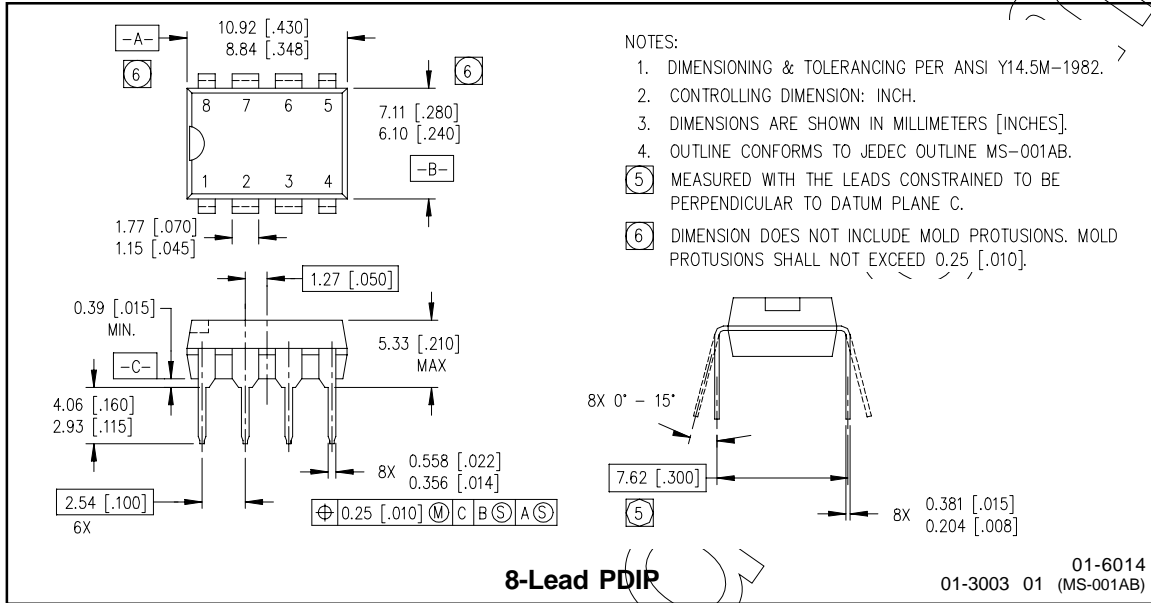 -A-
10.92 [.430]
8.84 [.348]
6
6
8 7 6 5
1 2 3 4
7.11 [.280]
6.10 [.240]
-B-
1.77 [.070]
1.15 [.045]
1.27 [.050]
0.39 [.015]
MIN.
-C-
5.33 [.210]
MAX
4.06 [.160]
2.93 [.115]
8X 0.558 [.022]
0.356 [.014]
2.54 [.100]
6X
⌖ 0.25 [.010] Ⓜ C B Ⓢ A Ⓢ
NOTES:
1. DIMENSIONING & TOLERANCING PER ANSI Y14.5M-1982.
2. CONTROLLING DIMENSION: INCH.
3. DIMENSIONS ARE SHOWN IN MILLIMETERS [INCHES].
4. OUTLINE CONFORMS TO JEDEC OUTLINE MS-001AB.
5 MEASURED WITH THE LEADS CONSTRAINED TO BE
PERPENDICULAR TO DATUM PLANE C.
6 DIMENSION DOES NOT INCLUDE MOLD PROTUSIONS. MOLD
PROTUSIONS SHALL NOT EXCEED 0.25 [.010].
8X 0° - 15°
7.62 [.300]
5
8X 0.381 [.015]
0.204 [.008]
8-Lead PDIP
01-6014
01-3003 01 (MS-001AB)